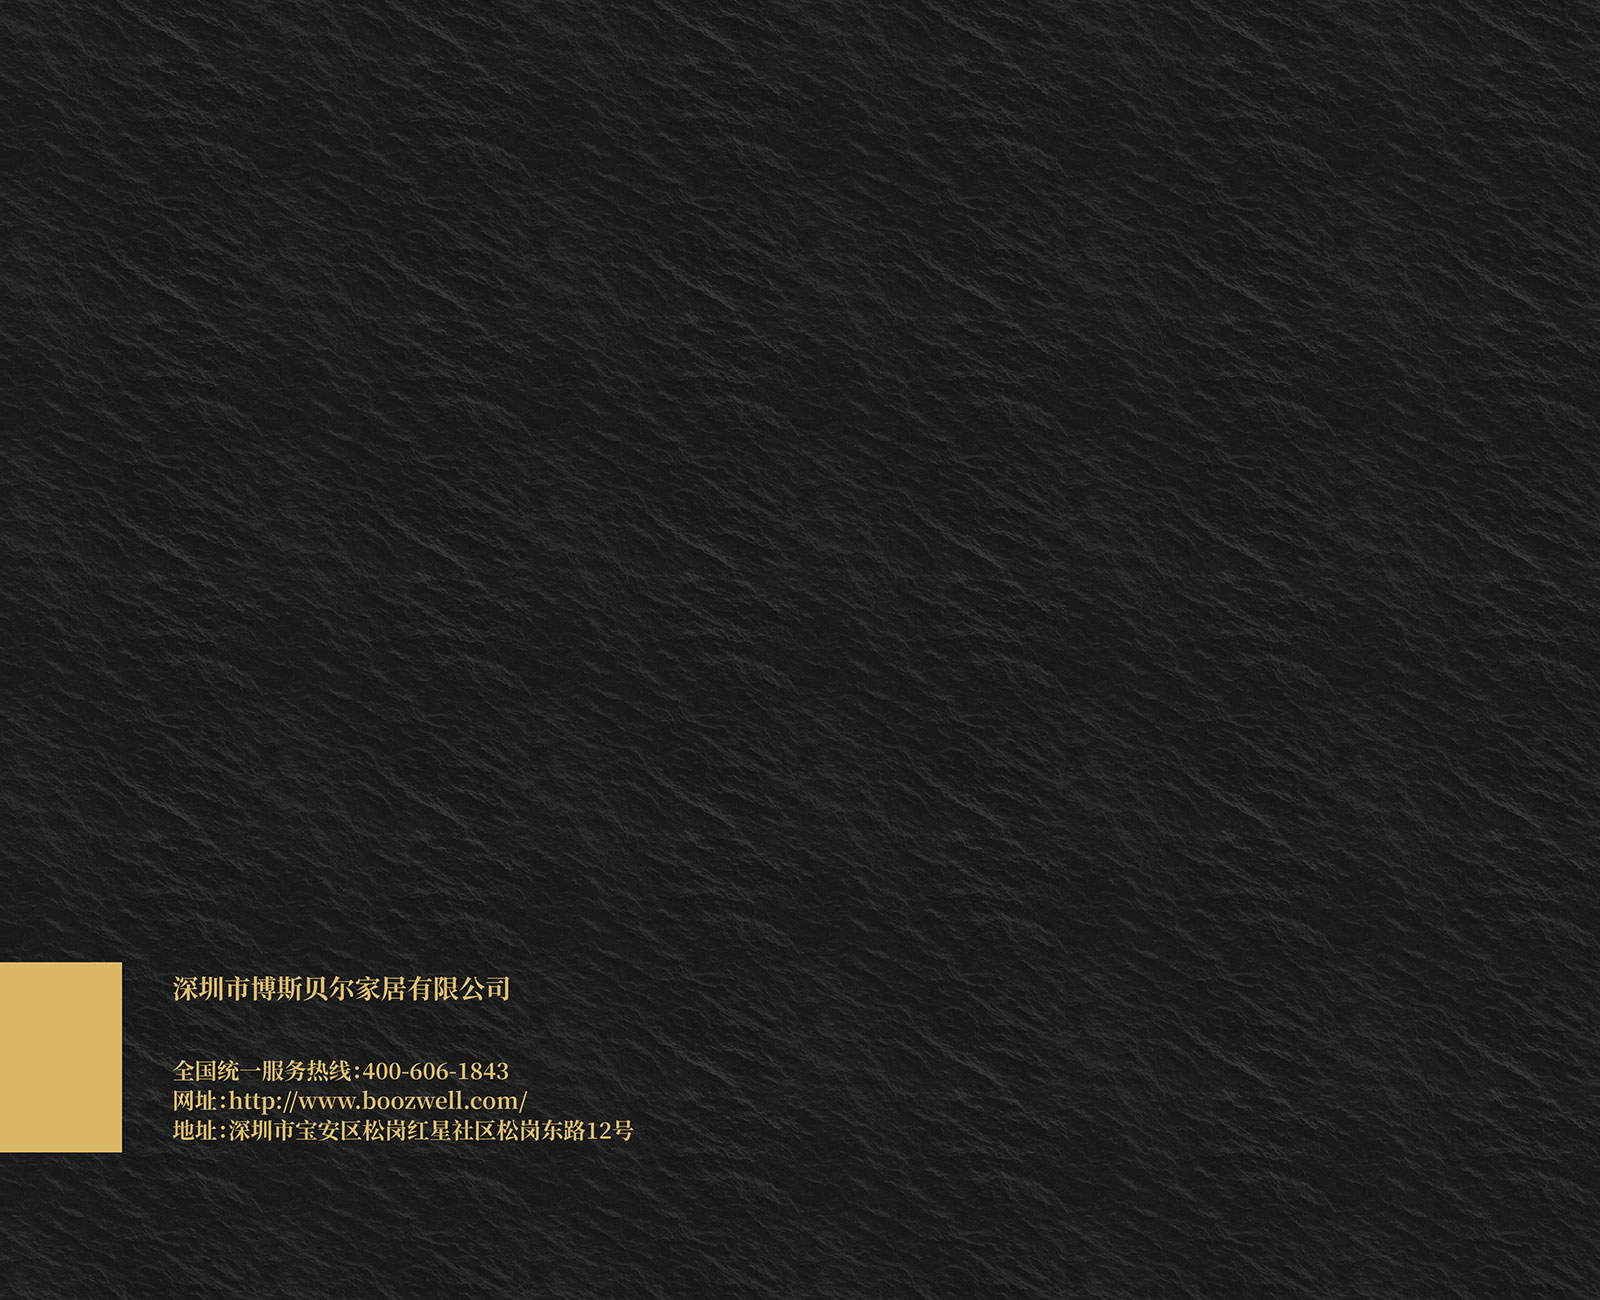 深圳市博斯贝尔家居有限公司
全国统一服务热线：400-606-1843
网址：http://www.boozwell.com/
地址：深圳市宝安区松岗红星社区松岗东路12号